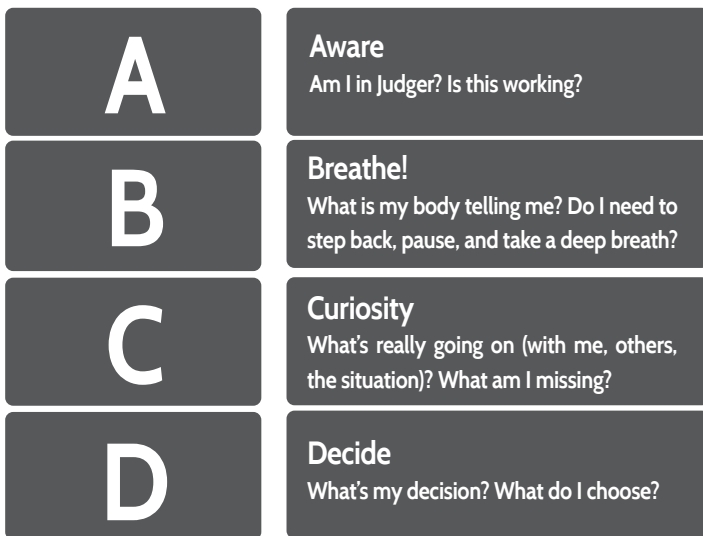 A
Aware
Am I in Judger? Is this working?
B
Breathe!
What is my body telling me? Do I need to
step back, pause, and take a deep breath?
C
Curiosity
What's really going on (with me, others,
the situation)? What am I missing?
D
Decide
What's my decision? What do I choose?